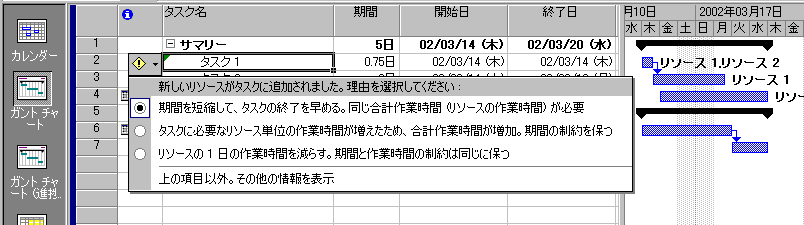 タスク名 期間 開始日 終了日 月10日 2002年03月17日
水 木 金 土 日 月 火 水 木 金 土
カレンダー
ガント チャート
ガント チャート (進捗..
1 サマリー 5日 02/03/14 (木) 02/03/20 (水)
2 タスク 1 0.75日 02/03/14 (木) 02/03/14 (木) リソース 1,リソース 2
3 リソース 1
4 リソース
5
6
7
新しいリソースがタスクに追加されました。理由を選択してください:
期間を短縮して、タスクの終了を早める。同じ合計作業時間 (リソースの作業時間) が必要
タスクに必要なリソース単位の作業時間が増えたため、合計作業時間が増加。期間の制約を保つ
リソースの 1 日の作業時間を減らす。期間と作業時間の制約は同じに保つ
上の項目以外。その他の情報を表示